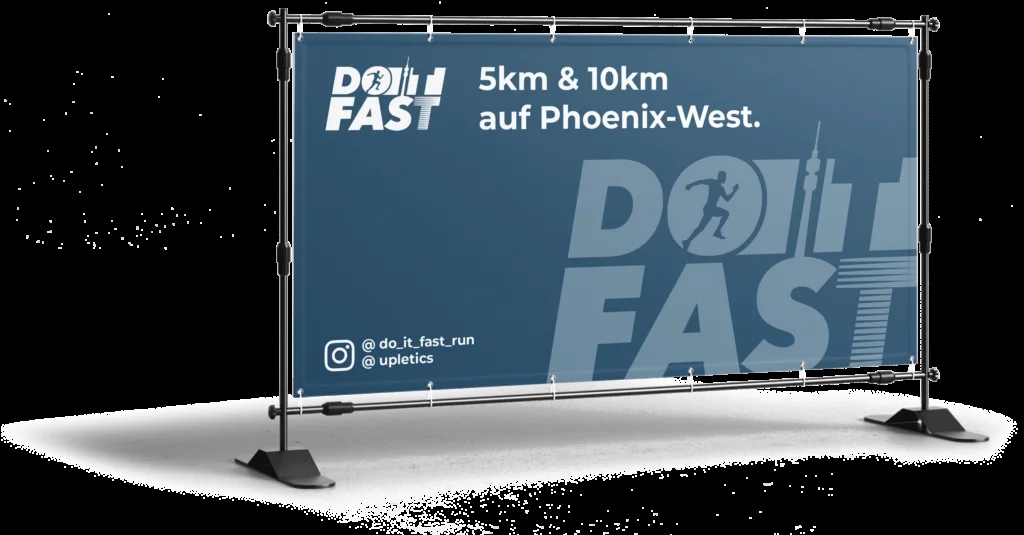 DO IT
FAST
5km & 10km
auf Phoenix-West.
DO IT
FAST
@ do_it_fast_run
@ upletics